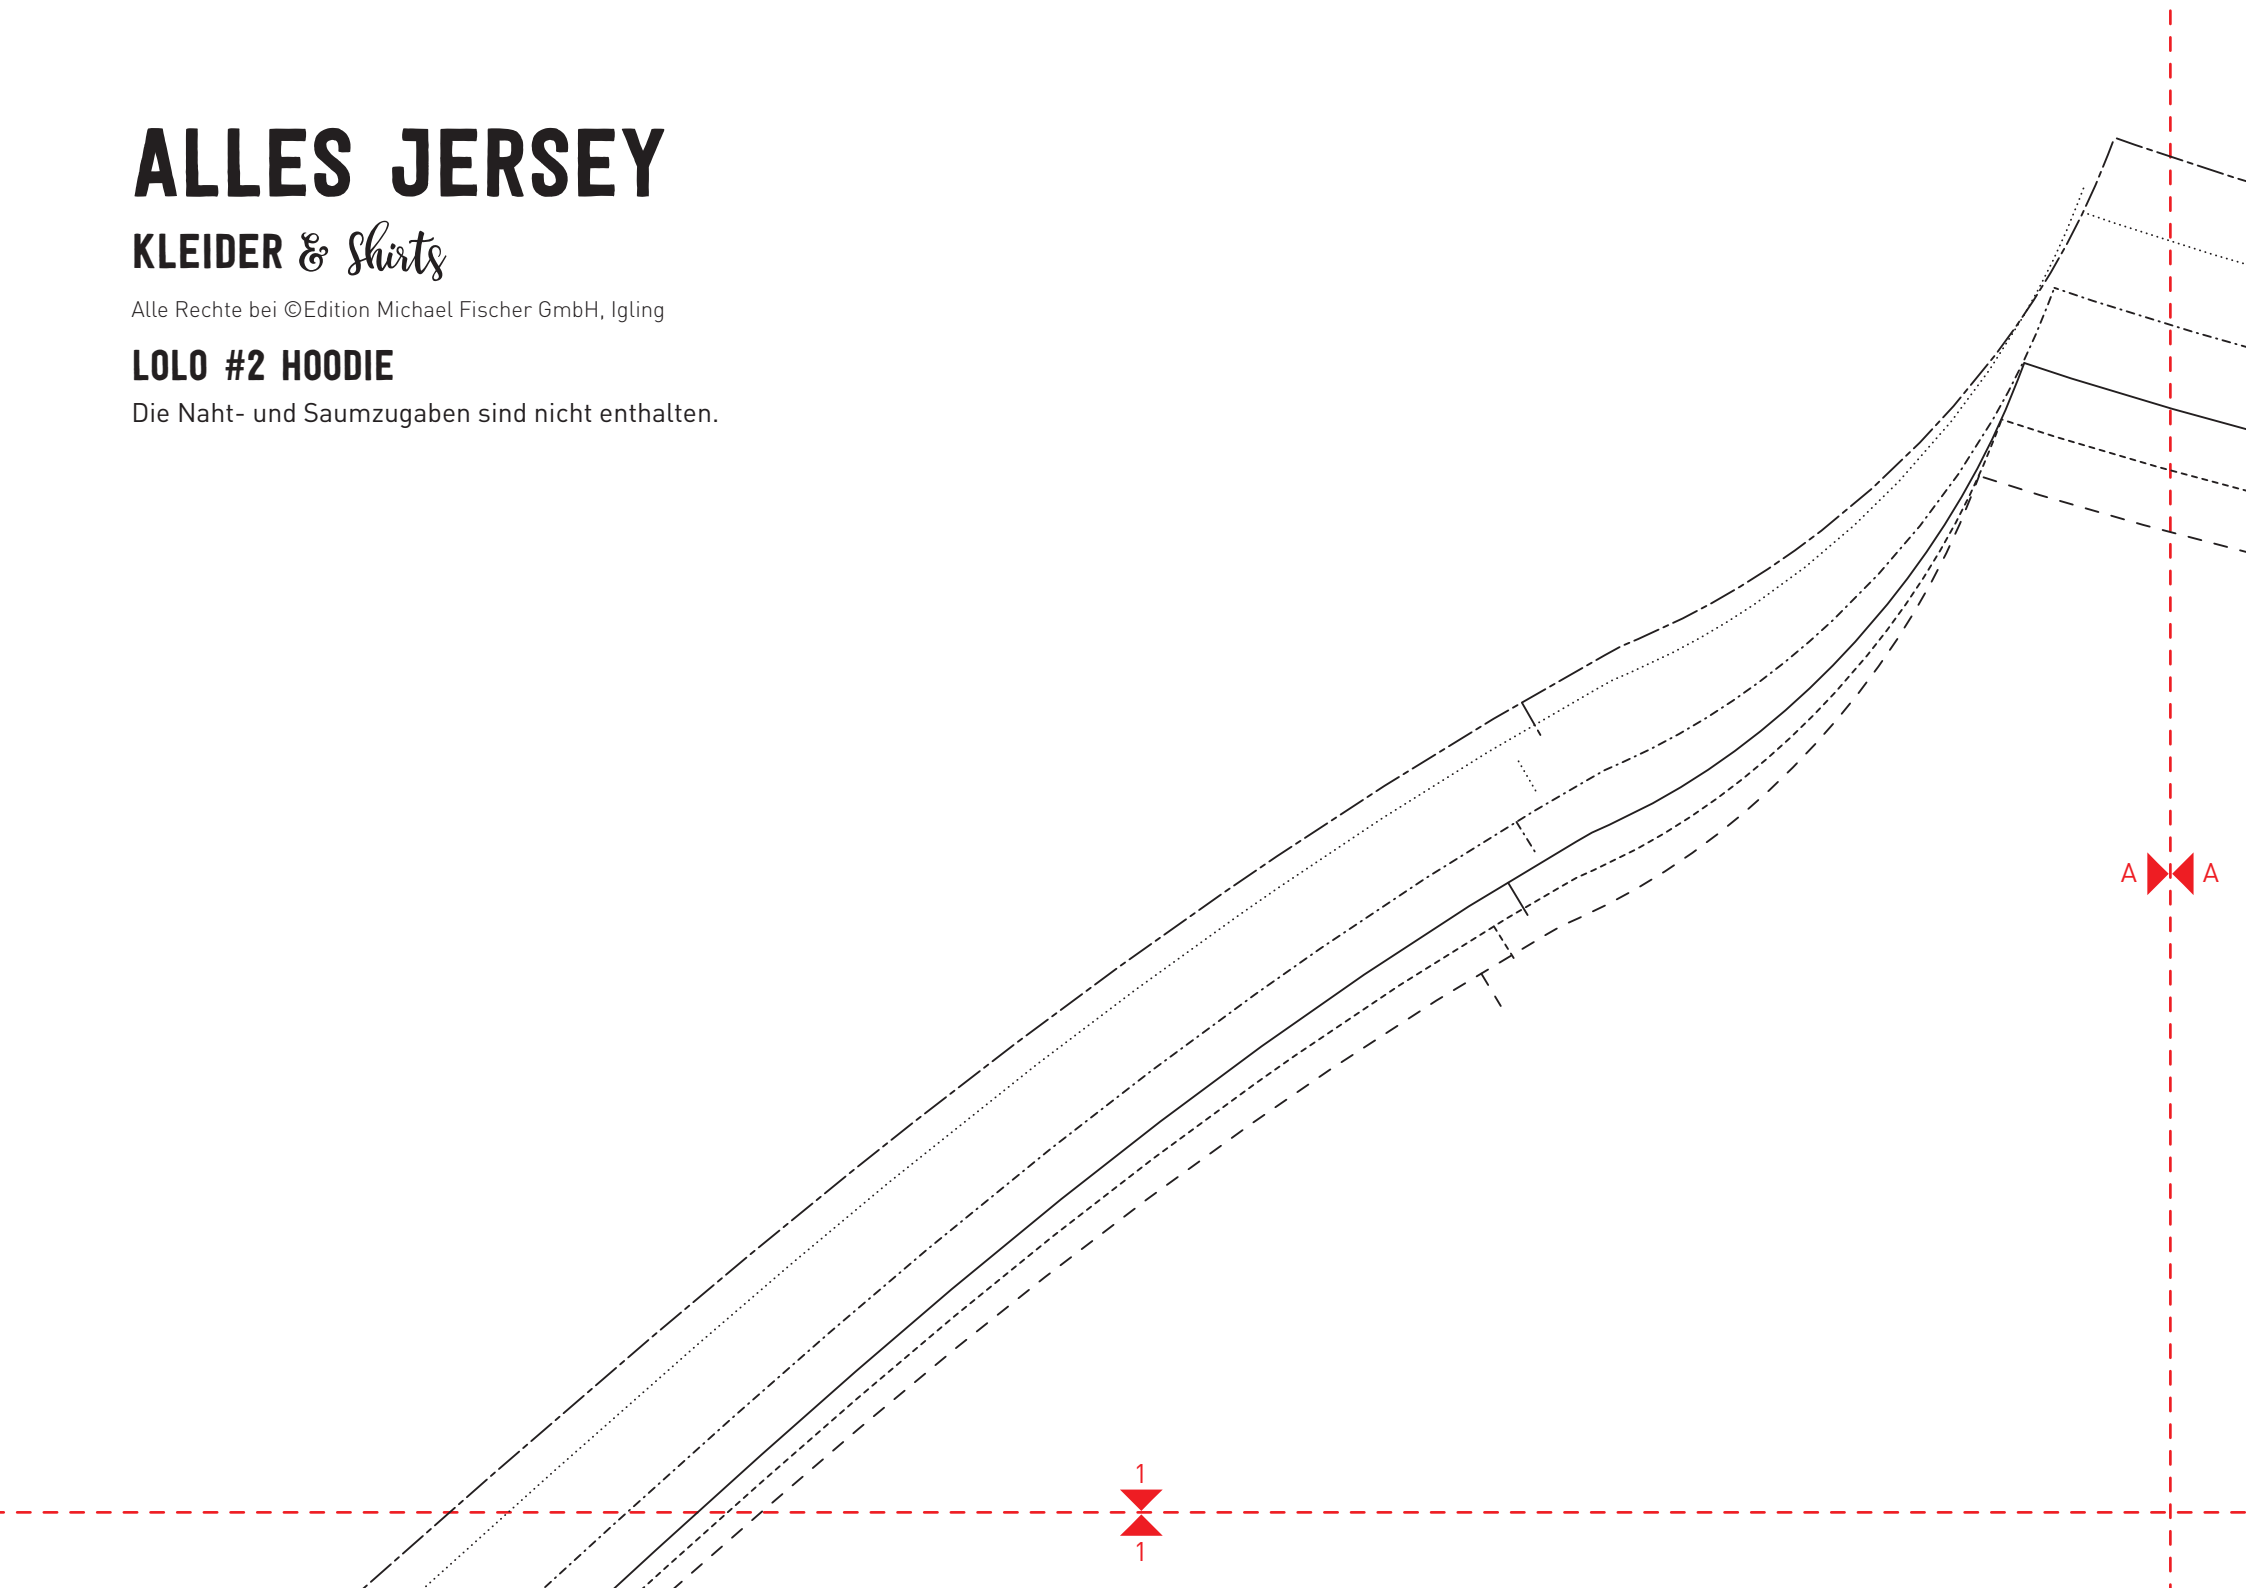 ALLES JERSEY
KLEIDER & Shirts
Alle Rechte bei ©Edition Michael Fischer GmbH, Igling
LOLO #2 HOODIE
Die Naht- und Saumzugaben sind nicht enthalten.
A A
1
1